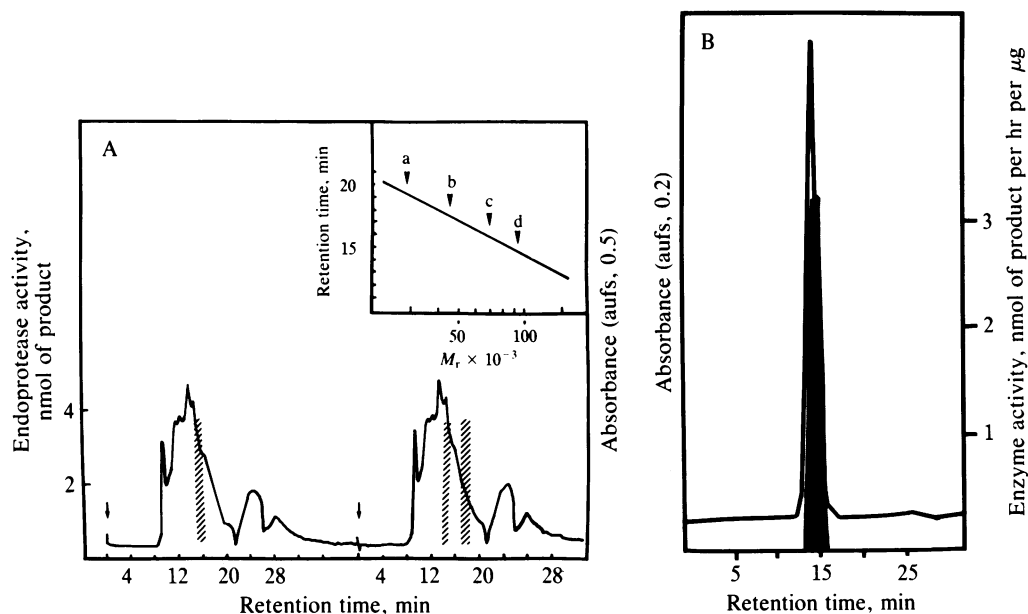 A
Endoprotease activity,
nmol of product
4
2
4 12 20 28 4 12 20 28
Retention time, min
Absorbance (aufs, 0.5)
Retention time, min
20
15
a
b
c
d
50 100
Mr × 10⁻³
B
Absorbance (aufs, 0.2)
Enzyme activity, nmol of product per hr per µg
3
2
1
5 15 25
Retention time, min